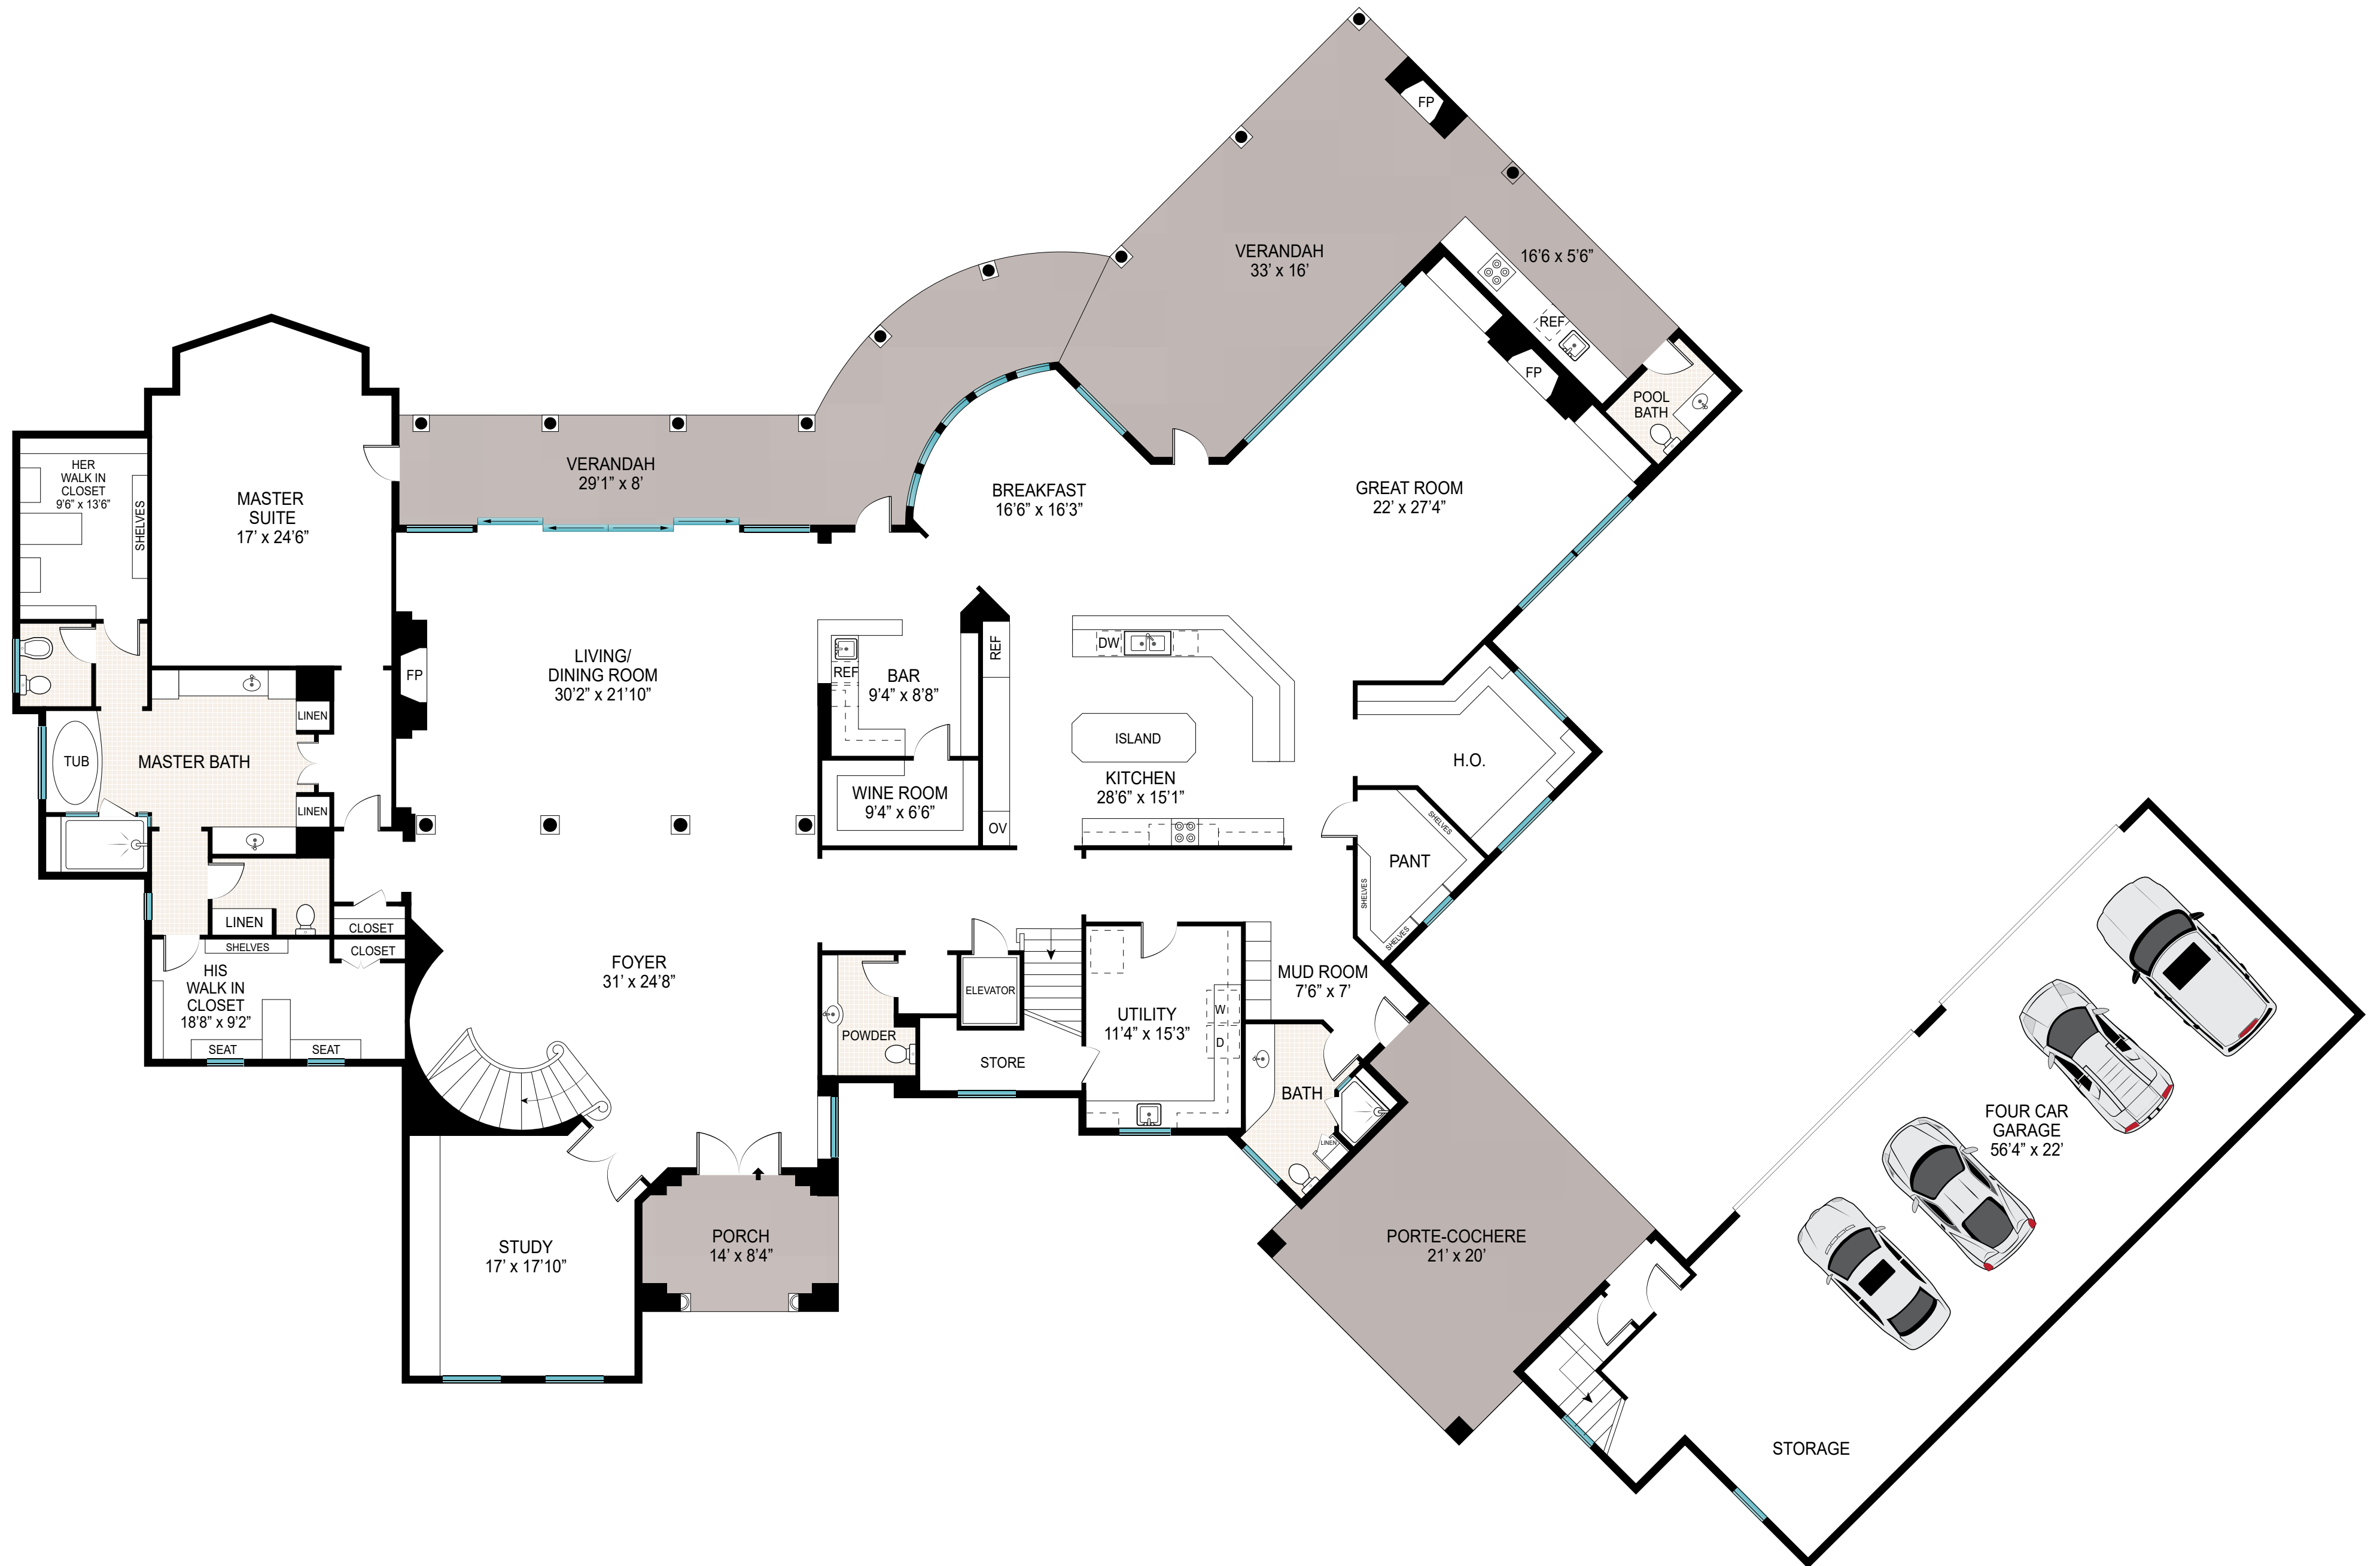 FP
VERANDAH
33’ x 16’
16’6 x 5’6”
REF
FP
POOL
BATH
VERANDAH
29’1” x 8’
HER
WALK IN
CLOSET
9’6” x 13’6”
SHELVES
MASTER
SUITE
17’ x 24’6”
BREAKFAST
16’6” x 16’3”
GREAT ROOM
22’ x 27’4”
LIVING/
DINING ROOM
30’2” x 21’10”
FP
REF
BAR
9’4” x 8’8”
REF
DW
LINEN
ISLAND
TUB
MASTER BATH
H.O.
KITCHEN
28’6” x 15’1”
WINE ROOM
9’4” x 6’6”
LINEN
OV
SHELVES
PANT
SHELVES
SHELVES
LINEN
CLOSET
SHELVES
CLOSET
HIS
WALK IN
CLOSET
18’8” x 9’2”
SEAT
SEAT
FOYER
31’ x 24’8”
ELEVATOR
MUD ROOM
7’6” x 7’
UTILITY
11’4” x 15’3”
W
D
POWDER
STORE
BATH
LINEN
FOUR CAR
GARAGE
56’4” x 22’
STUDY
17’ x 17’10”
PORCH
14’ x 8’4”
PORTE-COCHERE
21’ x 20’
STORAGE